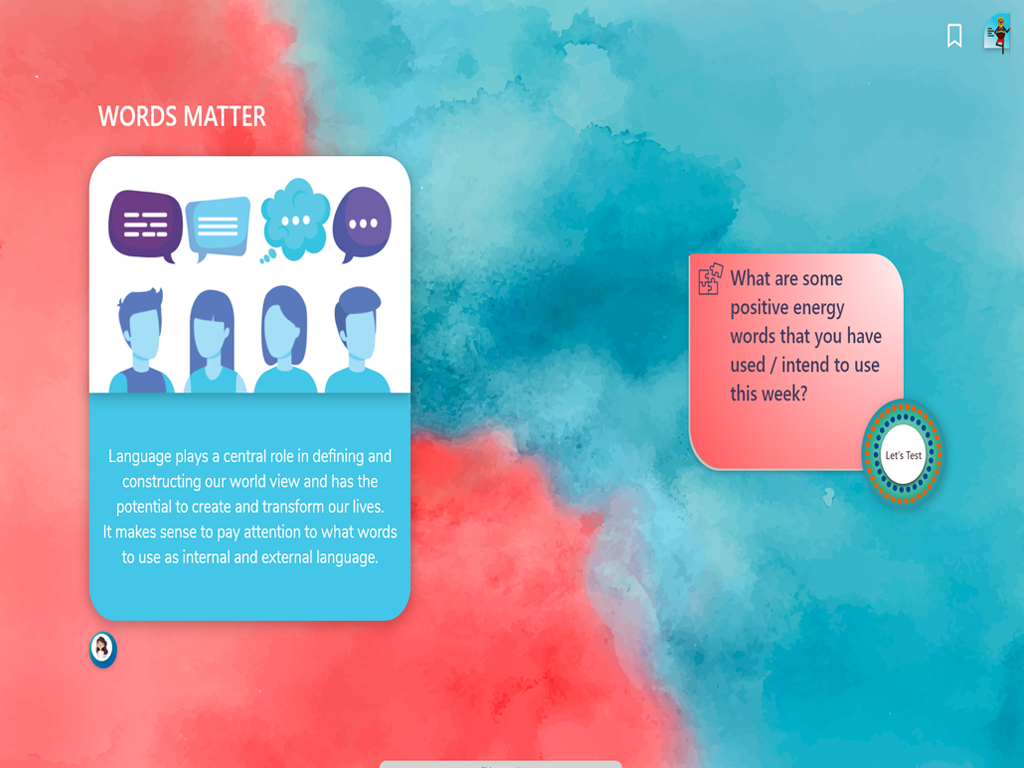 WORDS MATTER
Language plays a central role in defining and
constructing our world view and has the
potential to create and transform our lives.
It makes sense to pay attention to what words
to use as internal and external language.
What are some
positive energy
words that you have
used / intend to use
this week?
Let's Test